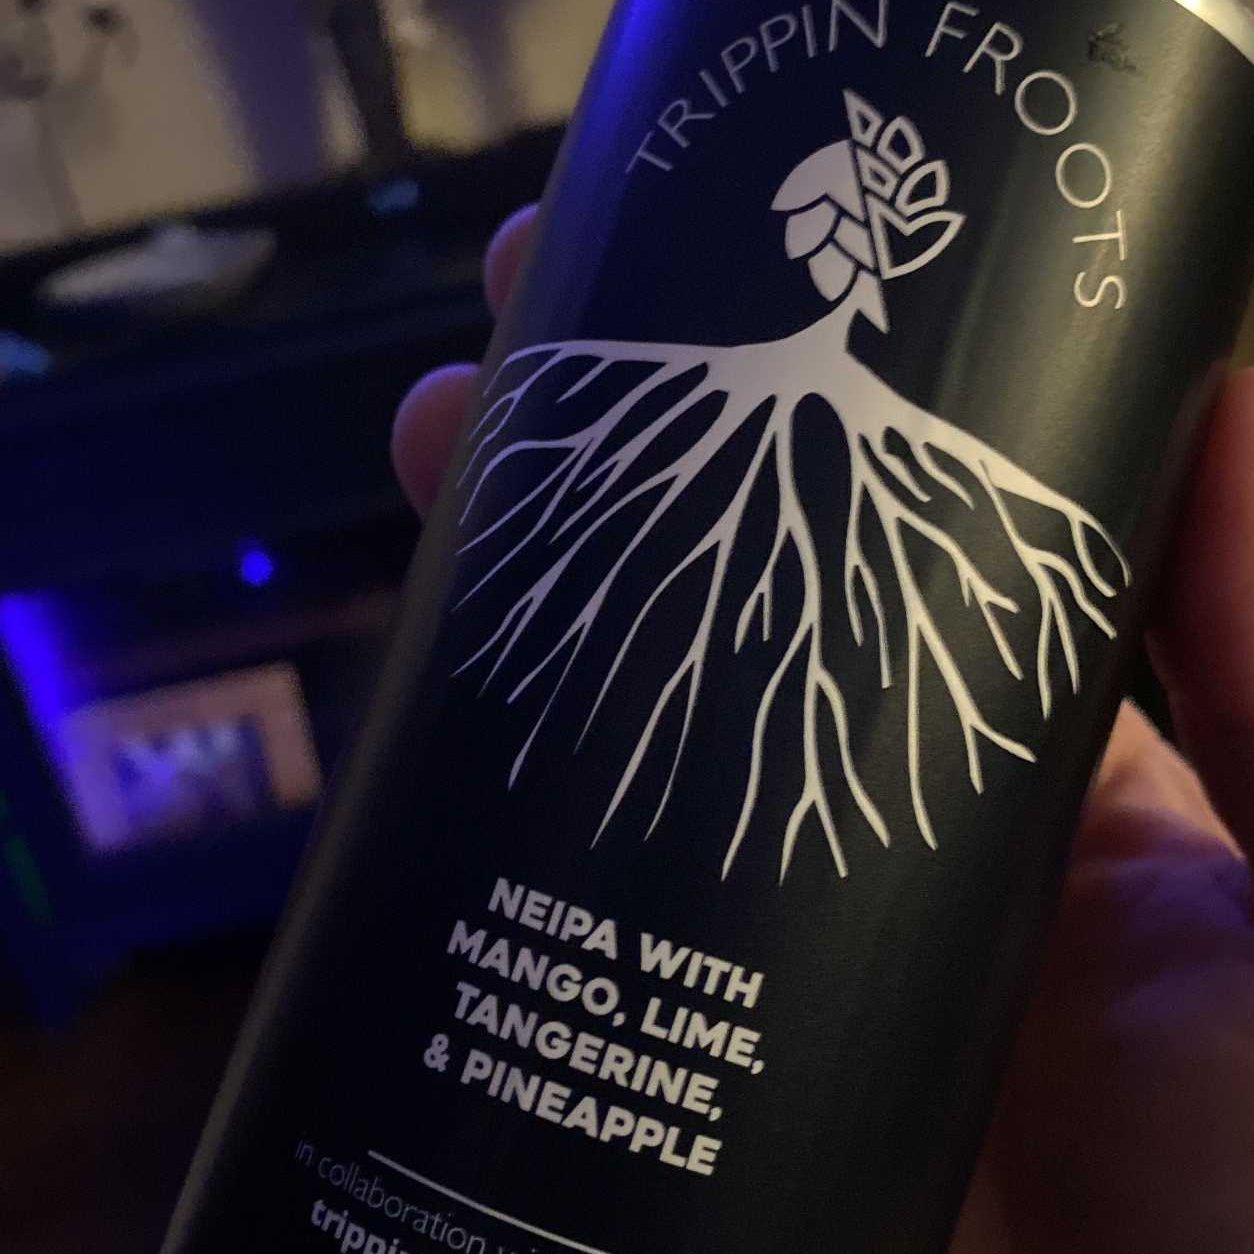 TRIPPIN FROOTS
NEIPA WITH
MANGO, LIME,
TANGERINE,
& PINEAPPLE
in collaboration